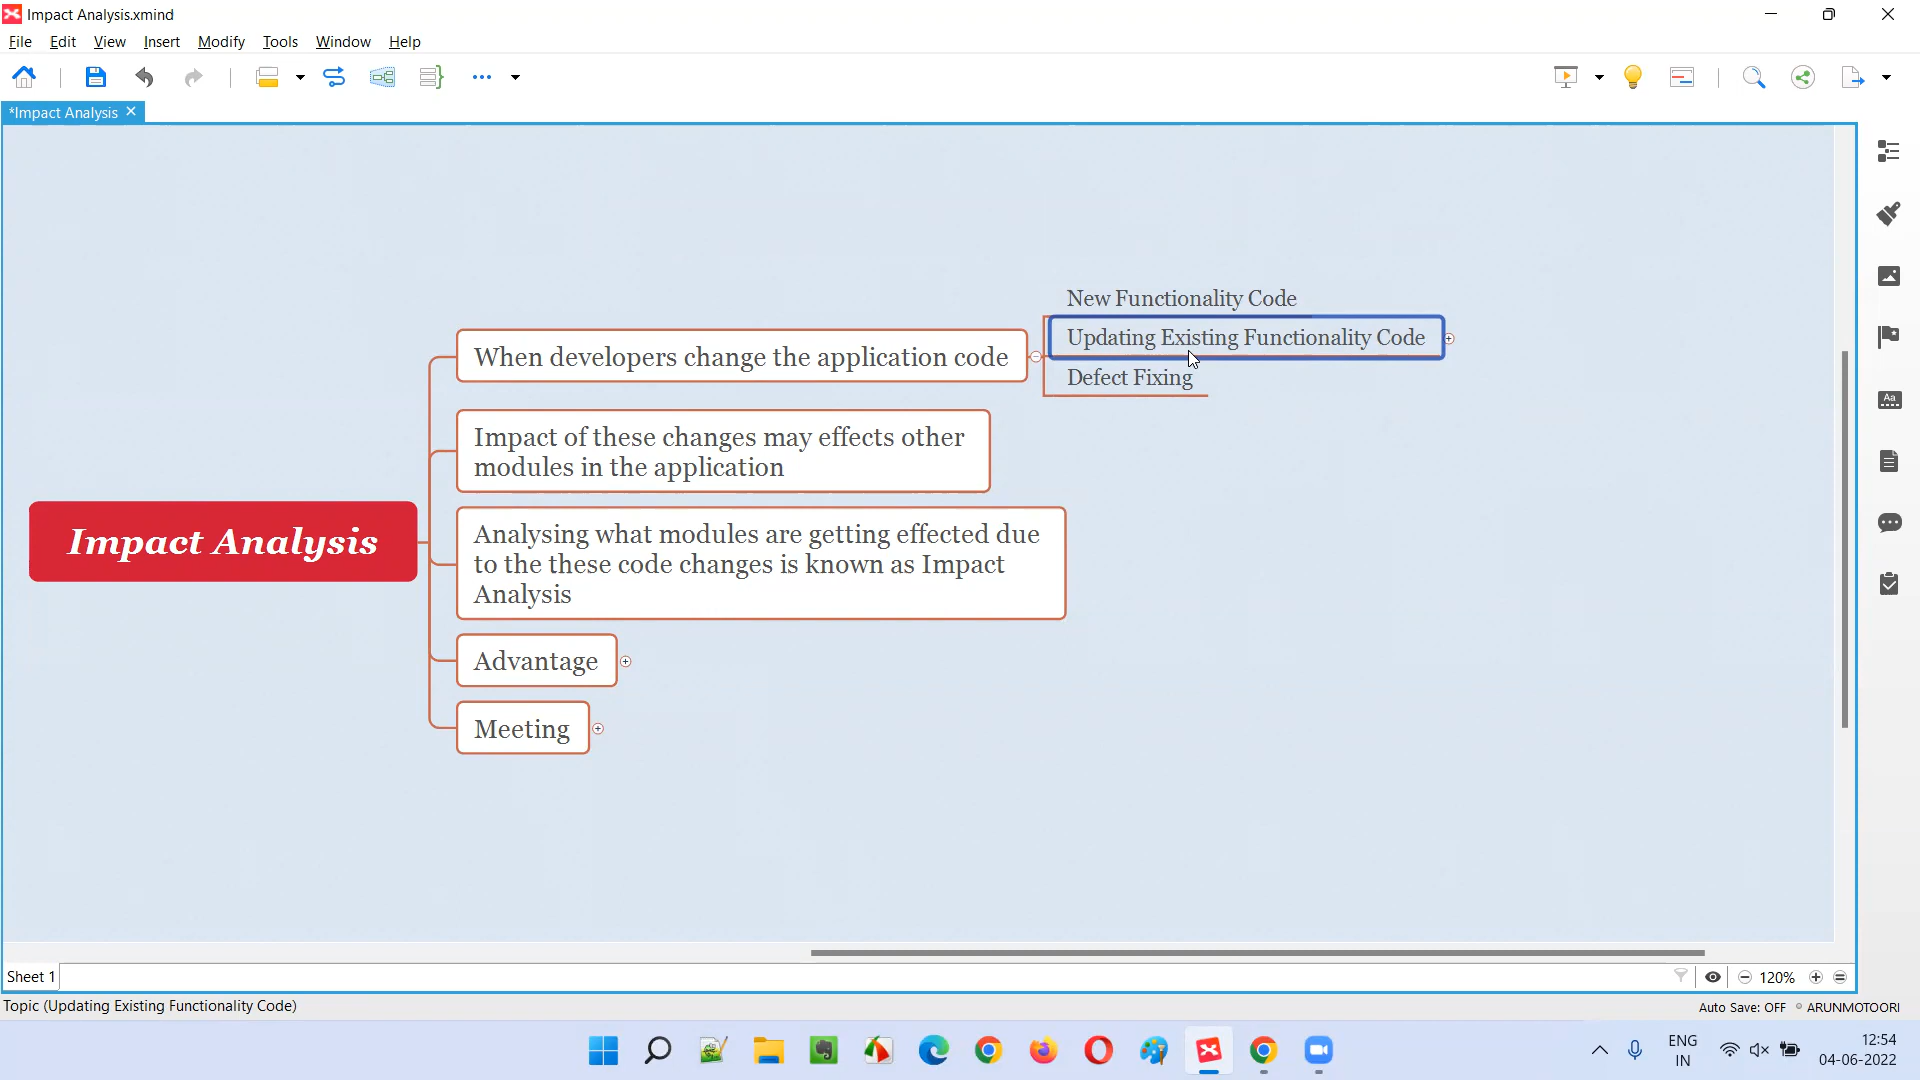 Impact Analysis.xmind
File Edit View Insert Modify Tools Window Help
*Impact Analysis
New Functionality Code
Updating Existing Functionality Code
Defect Fixing
When developers change the application code
Impact of these changes may effects other
modules in the application
Impact Analysis
Analysing what modules are getting effected due
to the these code changes is known as Impact
Analysis
Advantage
Meeting
Aa
Sheet 1
120%
Topic (Updating Existing Functionality Code)
Auto Save: OFF
ARUNMOTOORI
ENG
IN
12:54
04-06-2022